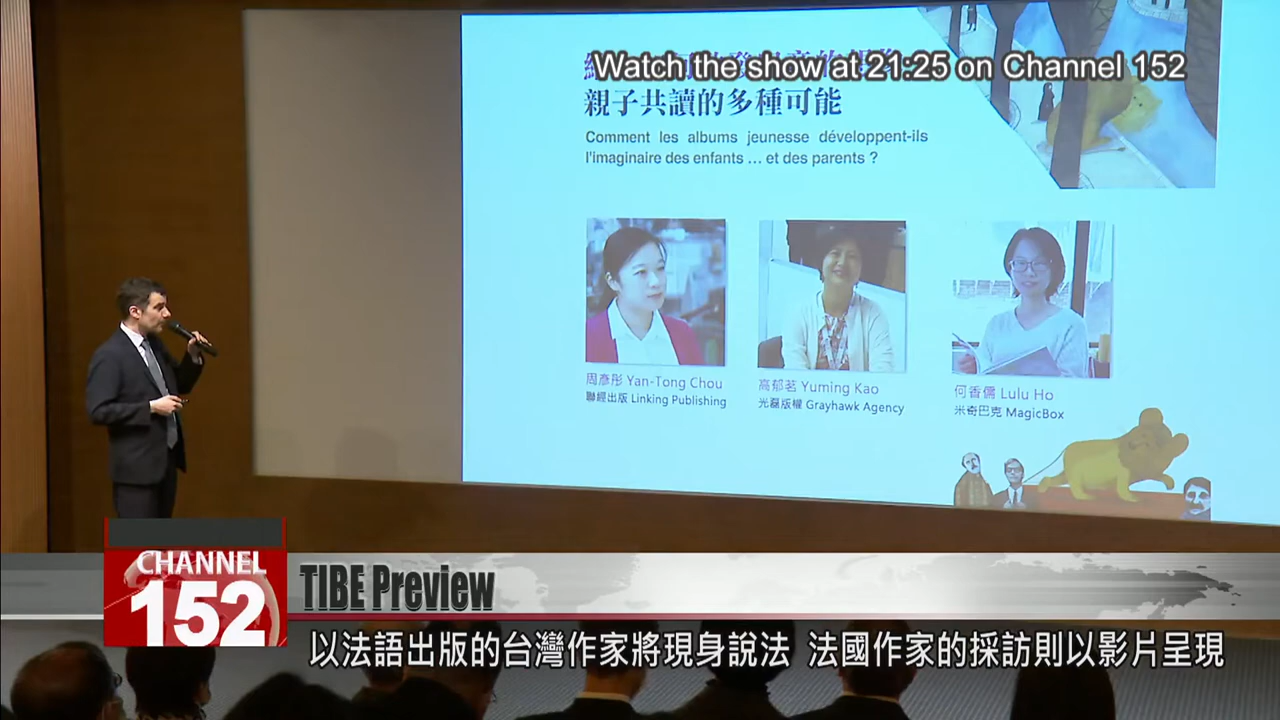 Watch the show at 21:25 on Channel 152
親子共讀的多種可能
Comment les albums jeunesse développent-ils
l'imaginaire des enfants ... et des parents ?
周彥彤 Yan-Tong Chou
聯經出版 Linking Publishing
高郁茗 Yuming Kao
光磊版權 Grayhawk Agency
何香儒 Lulu Ho
米奇巴克 MagicBox
CHANNEL
152
TIBE Preview
以法語出版的台灣作家將現身說法 法國作家的採訪則以影片呈現